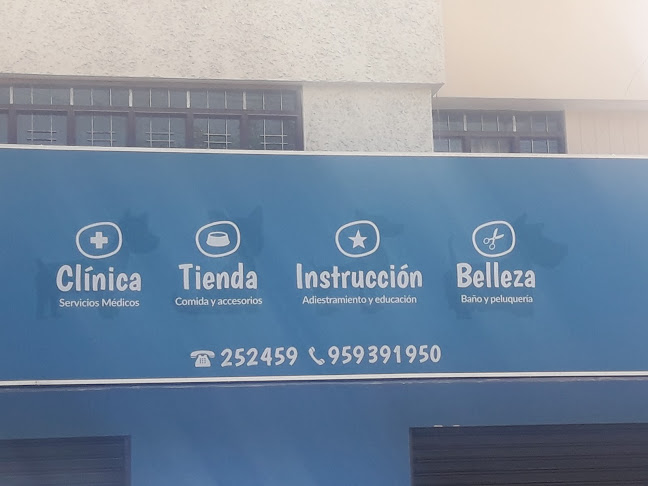 Clínica
Servicios Médicos
Tienda
Comida y accesorios
Instrucción
Adiestramiento y educación
Belleza
Baño y peluquería
252459 959391950